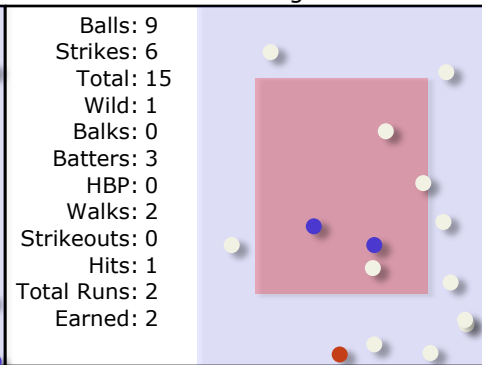 Balls: 9
Strikes: 6
Total: 15
Wild: 1
Balks: 0
Batters: 3
HBP: 0
Walks: 2
Strikeouts: 0
Hits: 1
Total Runs: 2
Earned: 2